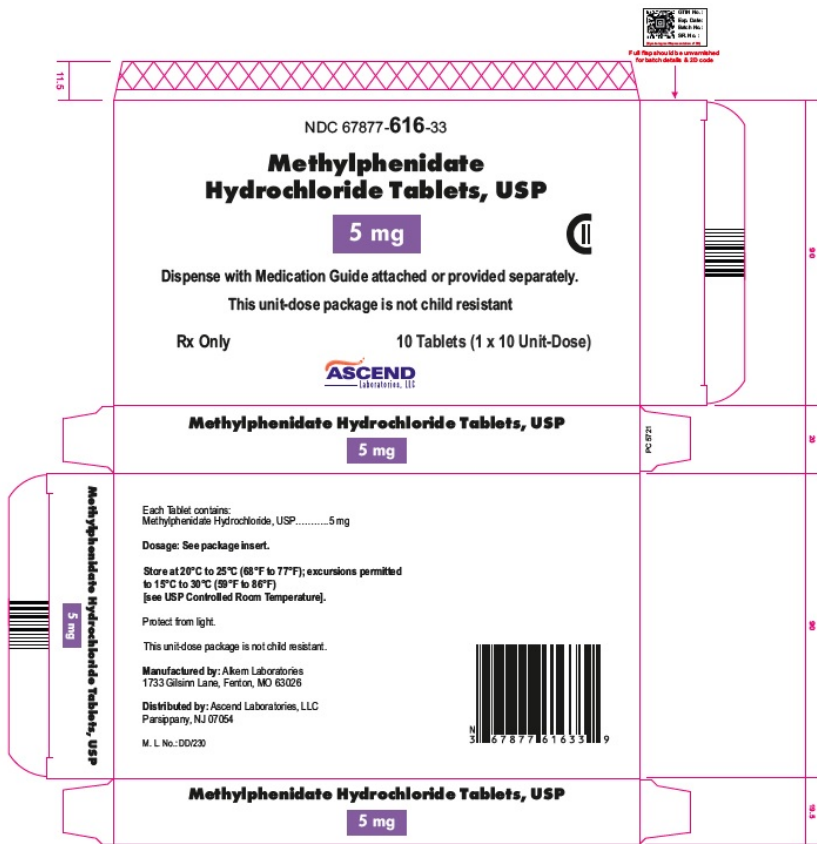 GTIN No.:
Exp. Date:
Batch No.:
SR.No.:
Full flap should be unvarnished
for batch details & 2D code
11.5
NDC 67877-616-33
Methylphenidate
Hydrochloride Tablets, USP
5 mg
CII
Dispense with Medication Guide attached or provided separately.
This unit-dose package is not child resistant
Rx Only
10 Tablets (1 x 10 Unit-Dose)
ASCEND
Laboratories, LLC
90
Methylphenidate Hydrochloride Tablets, USP
5 mg
PC5721
20
Methylphenidate Hydrochloride Tablets, USP
5 mg
Each Tablet contains:
Methylphenidate Hydrochloride, USP...........5 mg
Dosage: See package insert.
Store at 20°C to 25°C (68°F to 77°F); excursions permitted
to 15°C to 30°C (59°F to 86°F)
[see USP Controlled Room Temperature].
Protect from light.
This unit-dose package is not child resistant.
Manufactured by: Alkem Laboratories
1733 Gilsinn Lane, Fenton, MO 63026
Distributed by: Ascend Laboratories, LLC
Parsippany, NJ 07054
M. L. No.: DD/230
N
3 67877 61633 9
90
Methylphenidate Hydrochloride Tablets, USP
5 mg
19.5